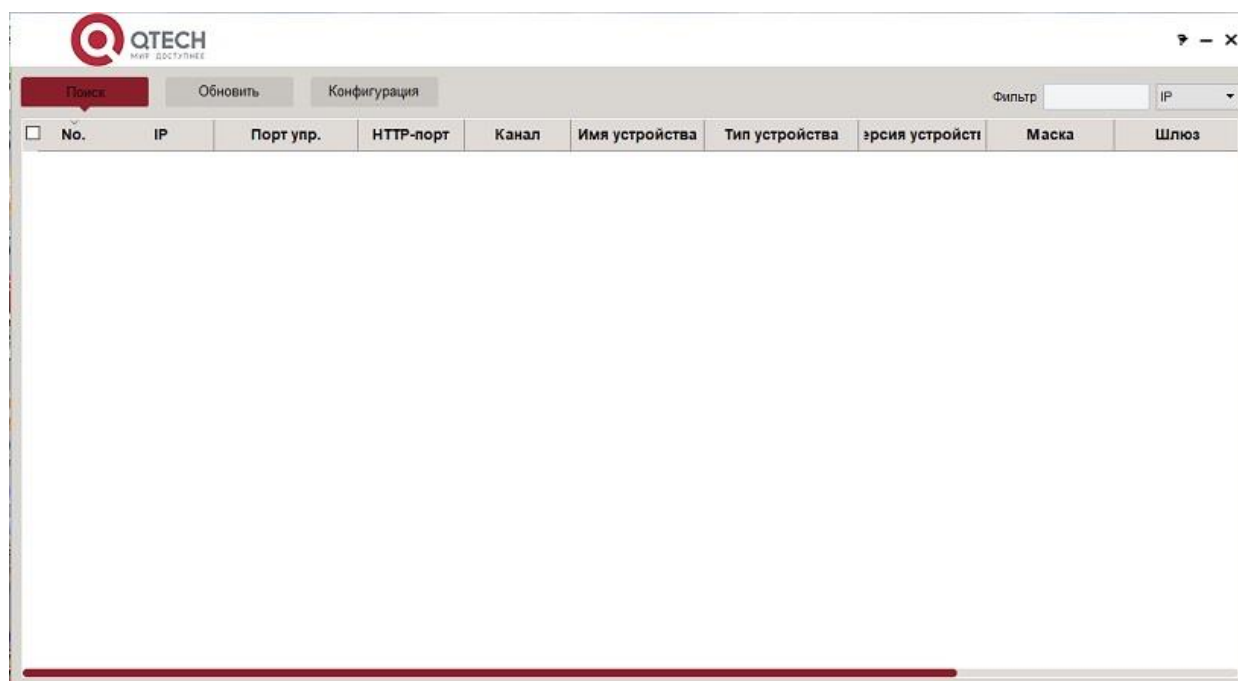 QTECH
МИР ДОСТУПНЕЕ
Поиск Обновить Конфигурация Фильтр IP
No. IP Порт упр. HTTP-порт Канал Имя устройства Тип устройства ерсия устройств Маска Шлюз